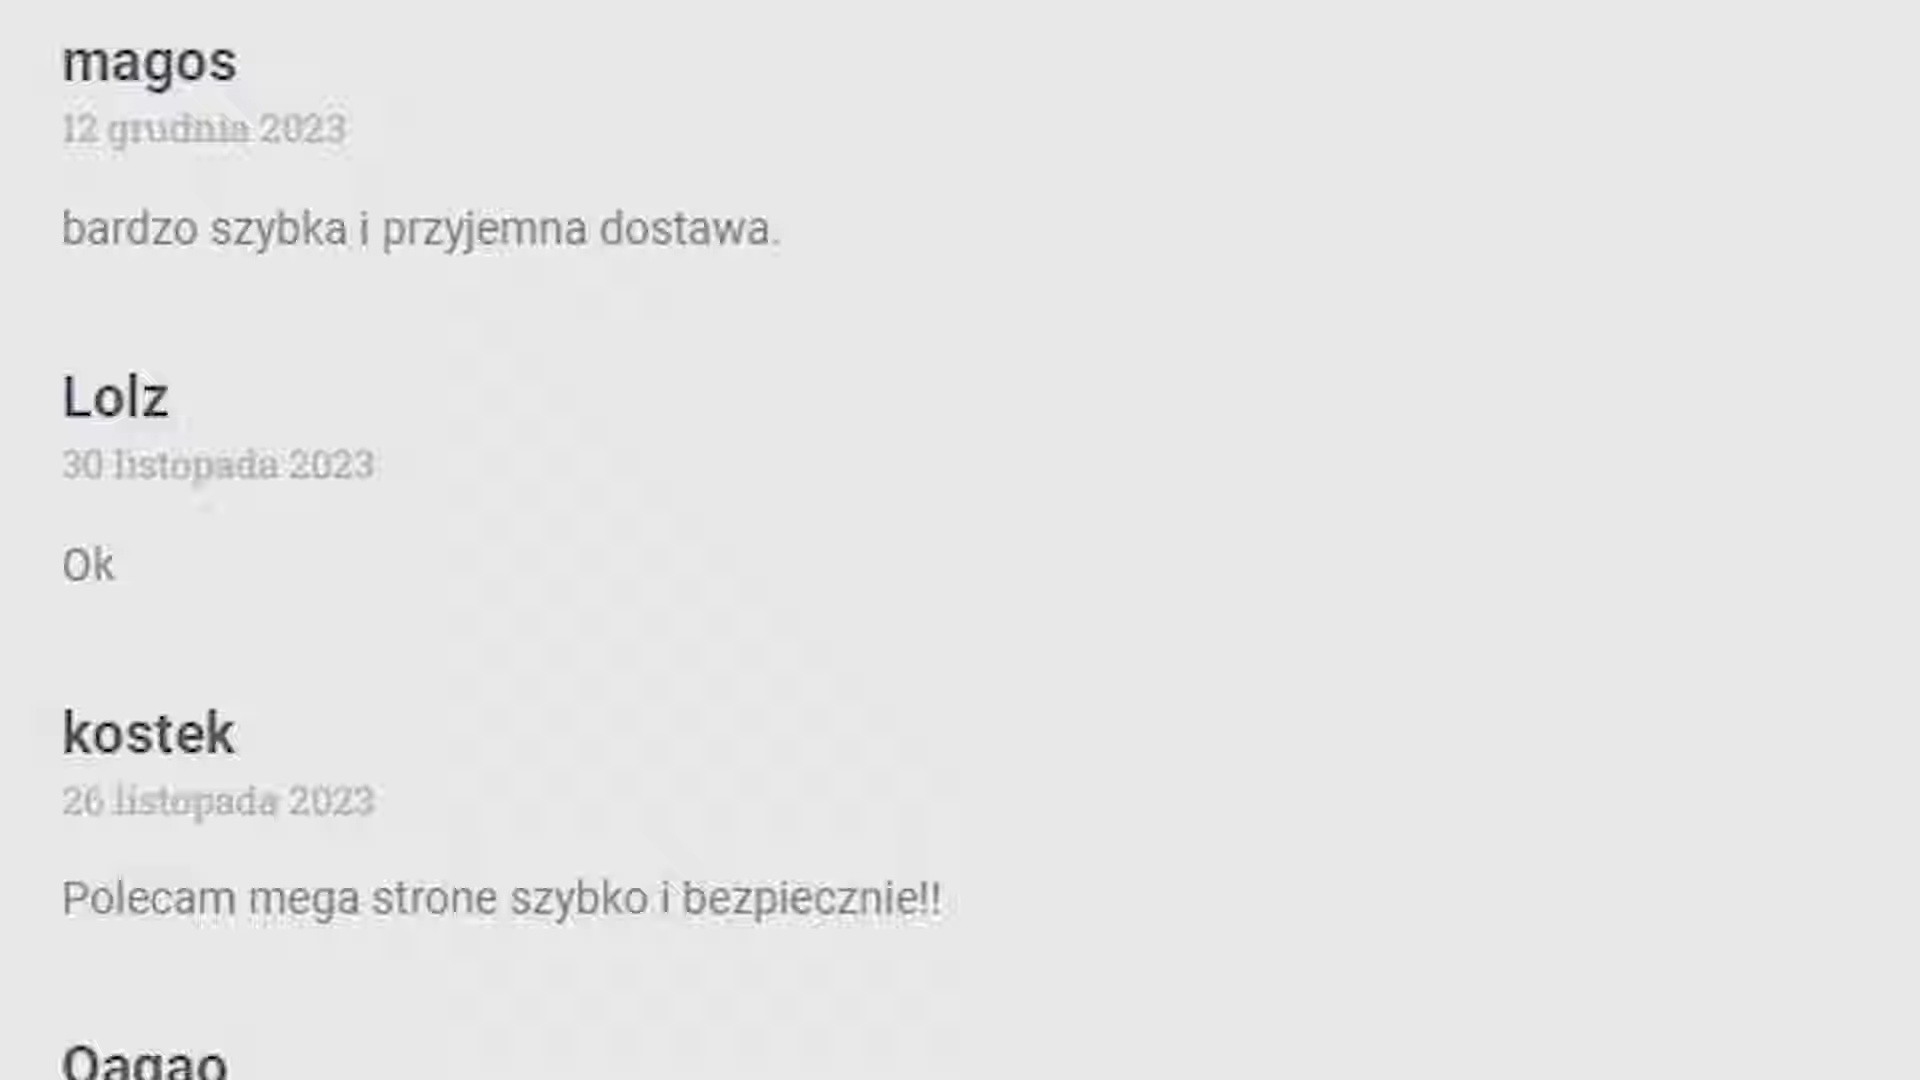 magos
12 grudnia 2023
bardzo szybka i przyjemna dostawa.
Lolz
30 listopada 2023
Ok
kostek
26 listopada 2023
Polecam mega strone szybko i bezpiecznie!!